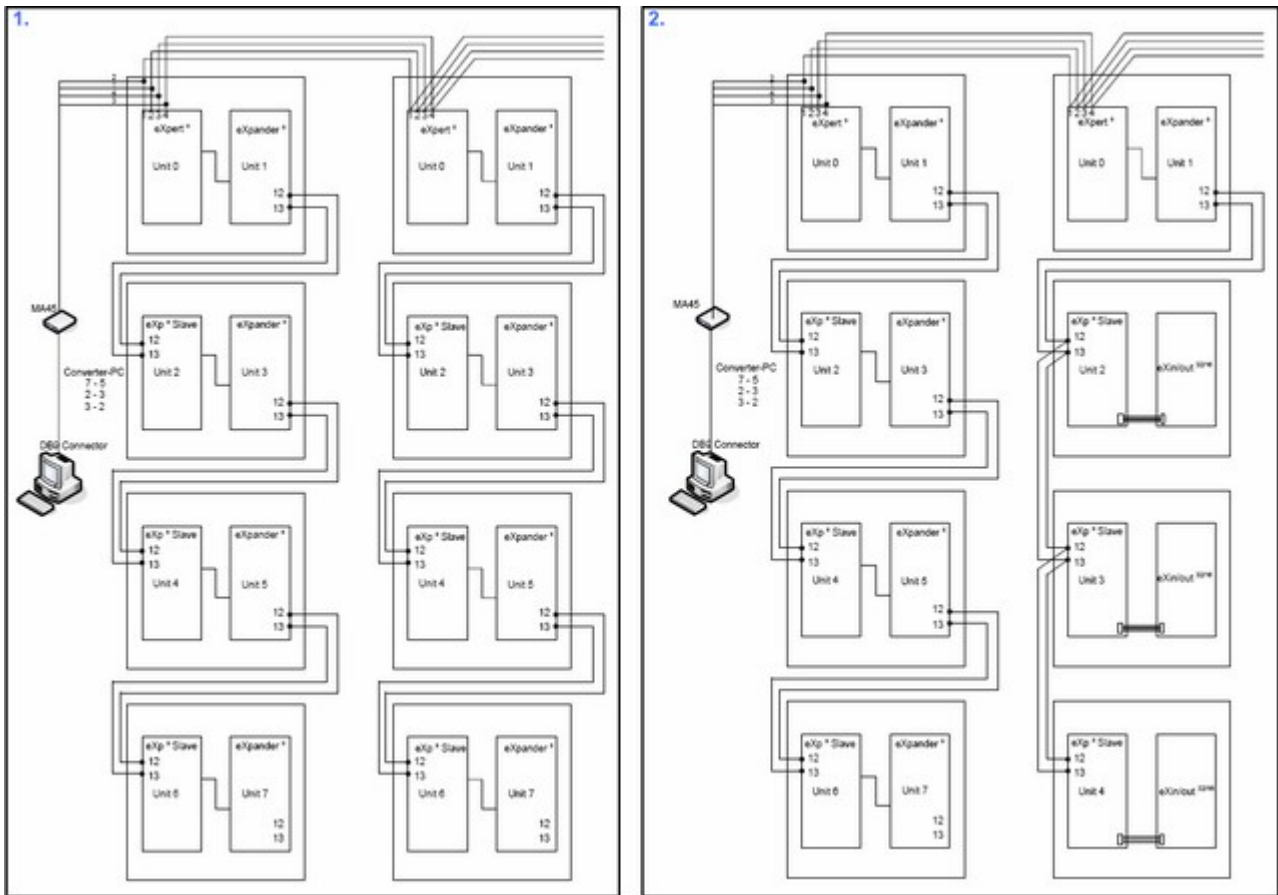 1.
2
3
1 2 3 4
1 2 3 4
eXpert *
eXpander *
eXpert *
eXpander *
Unit 0
Unit 1
Unit 0
Unit 1
12
13
12
13
MA45
eXp * Slave
eXpander *
eXp * Slave
eXpander *
12
13
12
13
Converter-PC
7 - 5
2 - 3
3 - 2
Unit 2
Unit 3
Unit 2
Unit 3
12
13
12
13
DB9 Connector
eXp * Slave
eXpander *
eXp * Slave
eXpander *
12
13
12
13
Unit 4
Unit 5
Unit 4
Unit 5
12
13
12
13
eXp * Slave
eXpander *
eXp * Slave
eXpander *
12
13
12
13
Unit 6
Unit 7
Unit 6
Unit 7
12
13
12
13
2.
1 2 3 4
1 2 3 4
eXpert *
eXpander *
eXpert *
eXpander *
Unit 0
Unit 1
Unit 0
Unit 1
12
13
12
13
MA45
eXp * Slave
eXpander *
eXp * Slave
12
13
12
13
Converter-PC
7 - 5
2 - 3
3 - 2
Unit 2
Unit 3
Unit 2
eXin/out
12
13
DB9 Connector
eXp * Slave
eXpander *
eXp * Slave
12
13
12
13
Unit 4
Unit 5
Unit 3
eXin/out
12
13
eXp * Slave
eXpander *
eXp * Slave
12
13
12
13
Unit 6
Unit 7
Unit 4
eXin/out
12
13